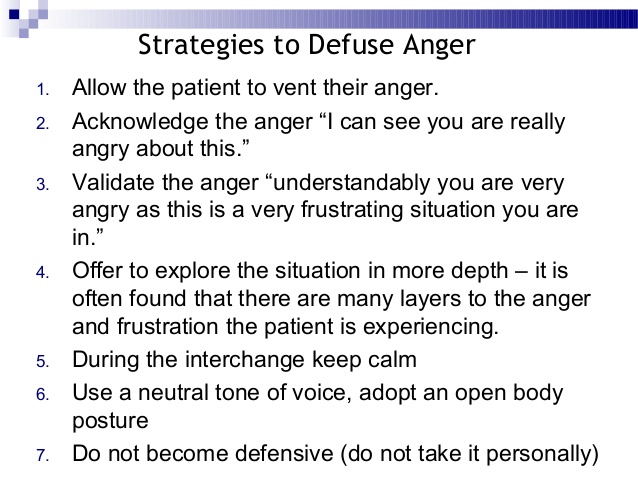 Strategies to Defuse Anger
1. Allow the patient to vent their anger.
2. Acknowledge the anger “I can see you are really
angry about this.”
3. Validate the anger “understandably you are very
angry as this is a very frustrating situation you are
in.”
4. Offer to explore the situation in more depth – it is
often found that there are many layers to the anger
and frustration the patient is experiencing.
5. During the interchange keep calm
6. Use a neutral tone of voice, adopt an open body
posture
7. Do not become defensive (do not take it personally)